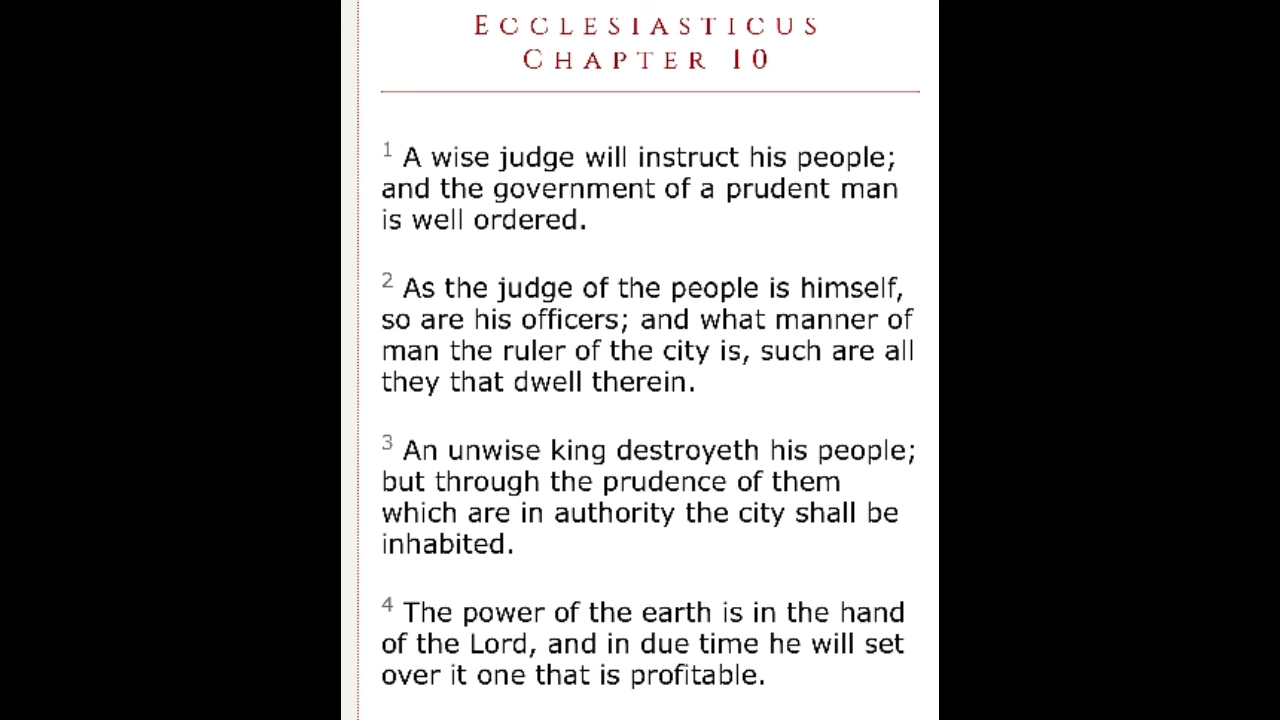 ECCLESIASTICUS
CHAPTER 10
1 A wise judge will instruct his people;
and the government of a prudent man
is well ordered.
2 As the judge of the people is himself,
so are his officers; and what manner of
man the ruler of the city is, such are all
they that dwell therein.
3 An unwise king destroyeth his people;
but through the prudence of them
which are in authority the city shall be
inhabited.
4 The power of the earth is in the hand
of the Lord, and in due time he will set
over it one that is profitable.